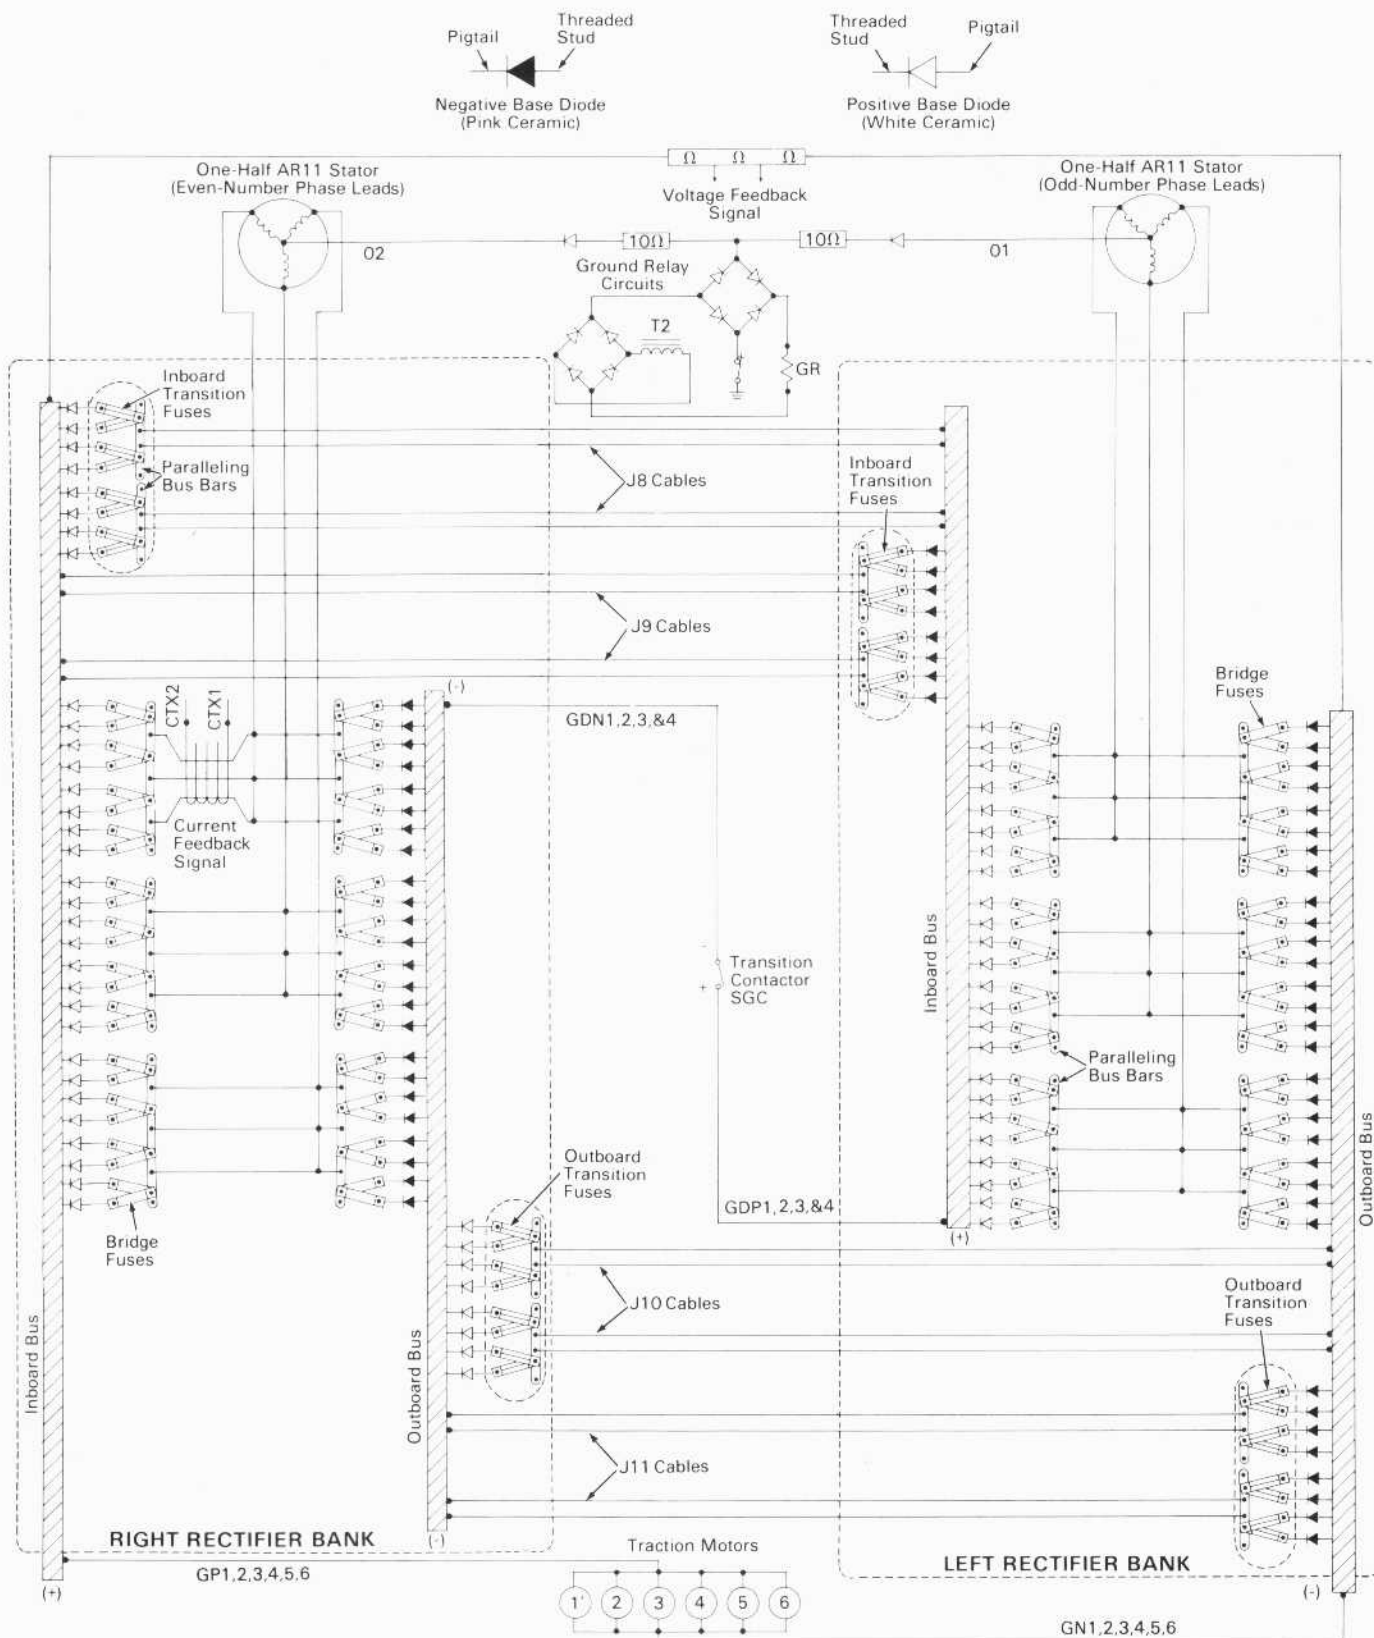 Pigtail
Threaded
Stud
Negative Base Diode
(Pink Ceramic)
Threaded
Stud
Pigtail
Positive Base Diode
(White Ceramic)
One-Half AR11 Stator
(Even-Number Phase Leads)
Ω Ω Ω
Voltage Feedback
Signal
One-Half AR11 Stator
(Odd-Number Phase Leads)
02
10Ω
10Ω
01
Ground Relay
Circuits
T2
GR
Inboard
Transition
Fuses
Paralleling
Bus Bars
J8 Cables
Inboard
Transition
Fuses
J9 Cables
CTX2
CTX1
(-)
GDN1,2,3,&4
Bridge
Fuses
Current
Feedback
Signal
Inboard Bus
-
+
Transition
Contactor
SGC
Paralleling
Bus Bars
Outboard Bus
Outboard
Transition
Fuses
GDP1,2,3,&4
(+)
Bridge
Fuses
J10 Cables
Outboard
Transition
Fuses
Inboard Bus
Outboard Bus
J11 Cables
RIGHT RECTIFIER BANK
(-)
Traction Motors
LEFT RECTIFIER BANK
(+)
GP1,2,3,4,5,6
(-)
1' 2 3 4 5 6
GN1,2,3,4,5,6